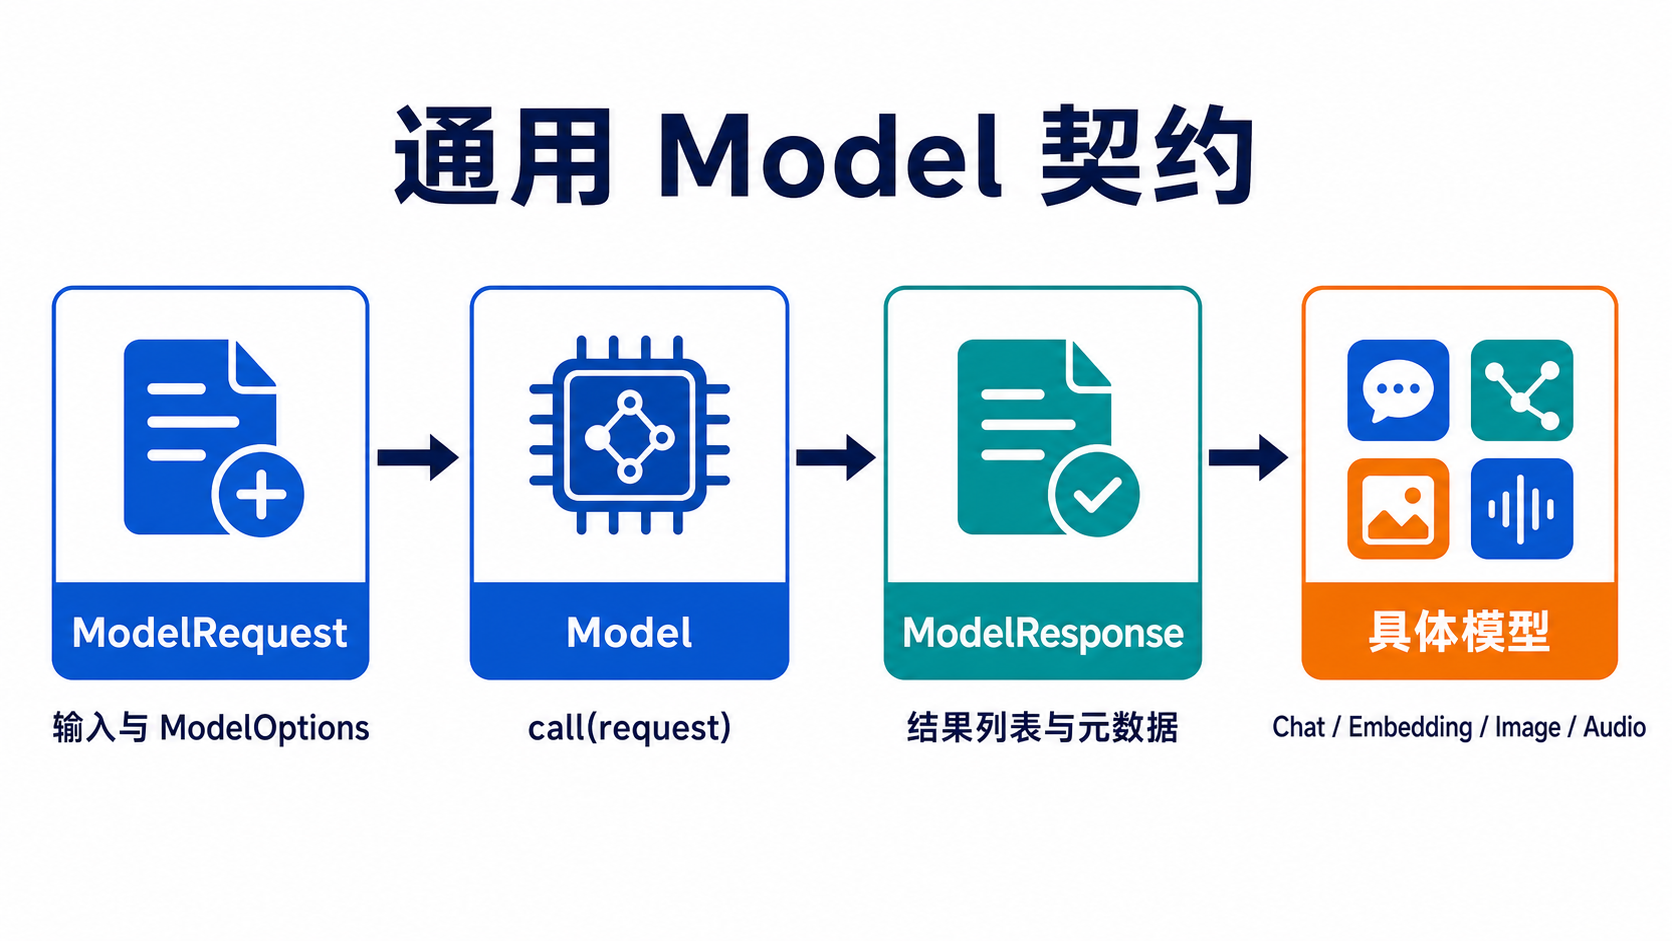 通用 Model 契约
ModelRequest
Model
ModelResponse
具体模型
输入与 ModelOptions
call(request)
结果列表与元数据
Chat / Embedding / Image / Audio